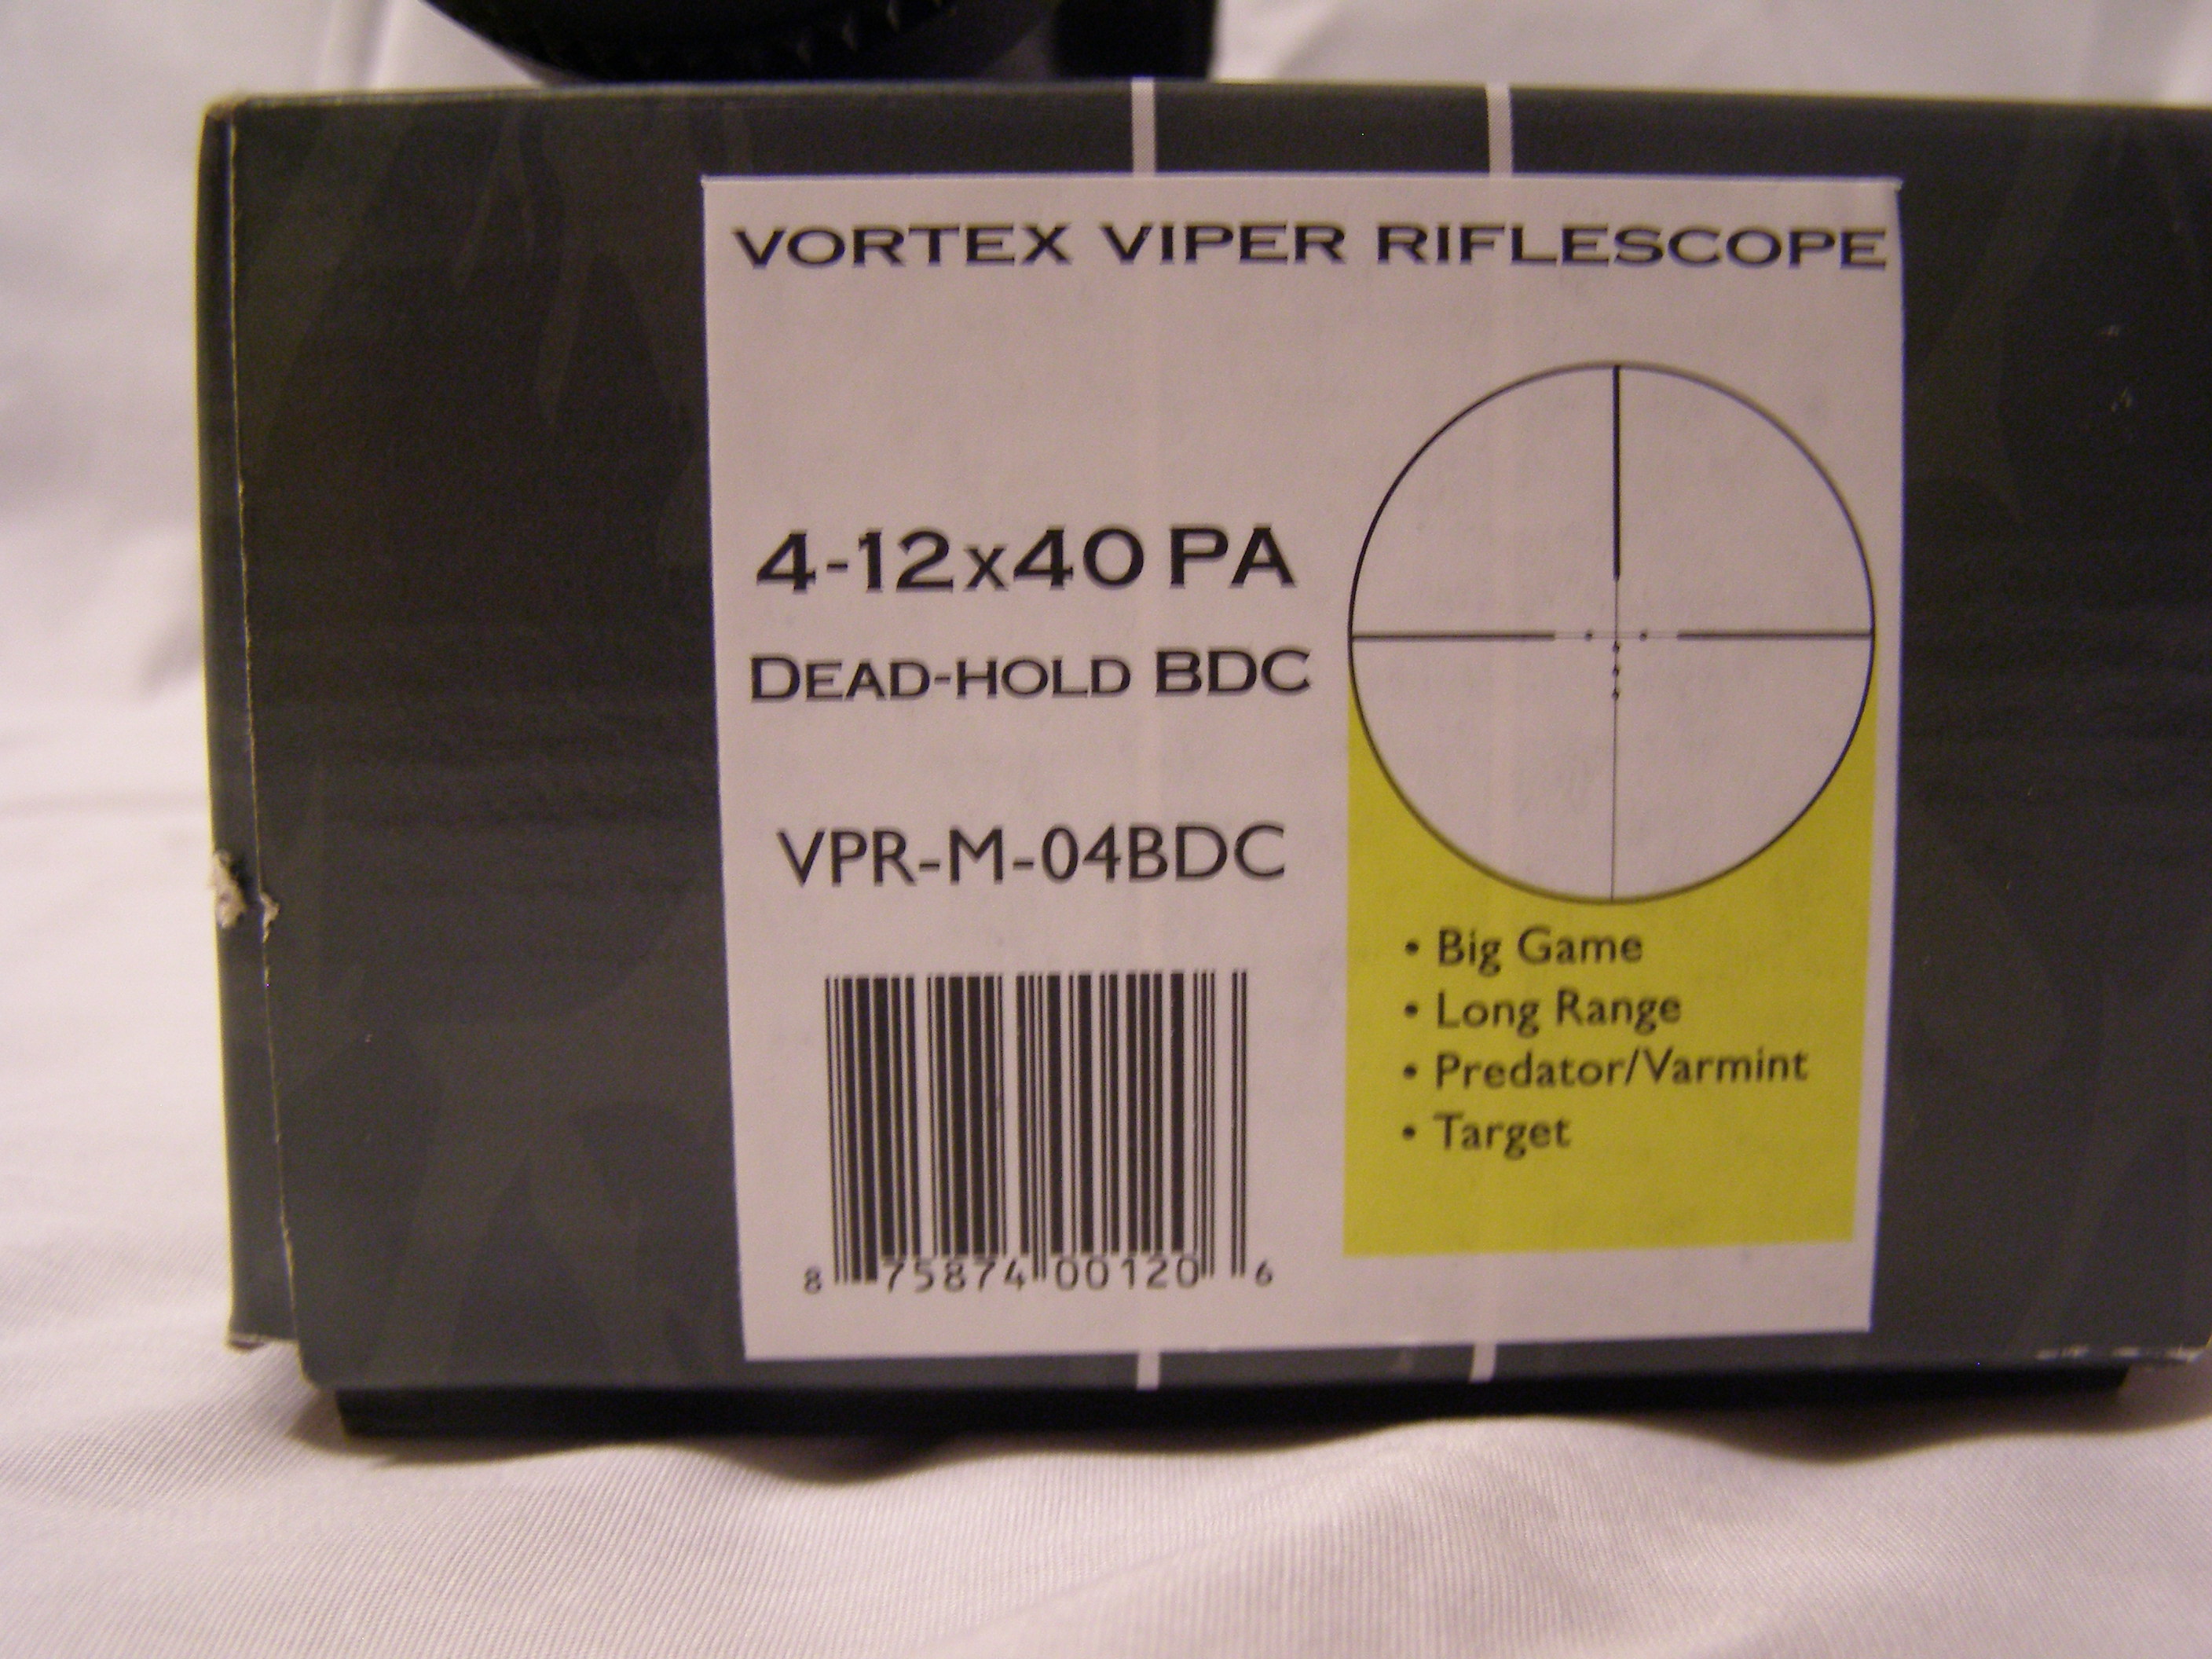 VORTEX VIPER RIFLESCOPE
4-12x40 PA
DEAD-HOLD BDC
VPR-M-04BDC
8 75874 00120 6
• Big Game
• Long Range
• Predator/Varmint
• Target